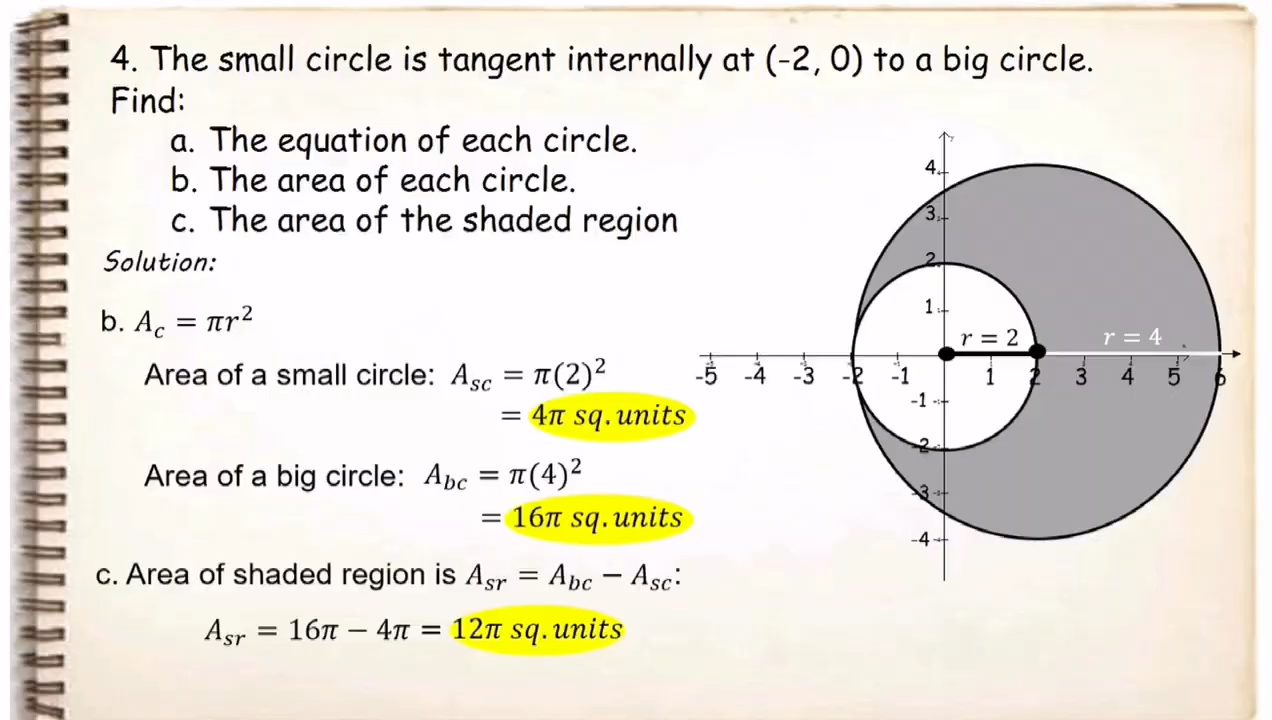 4. The small circle is tangent internally at (-2, 0) to a big circle.
Find:
a. The equation of each circle.
b. The area of each circle.
c. The area of the shaded region
Solution:
b. A_c = πr²
Area of a small circle: A_sc = π(2)²
= 4π sq. units
Area of a big circle: A_bc = π(4)²
= 16π sq. units
c. Area of shaded region is A_sr = A_bc − A_sc:
A_sr = 16π − 4π = 12π sq. units
4
3
2
1
r = 2 r = 4
-5 -4 -3 -2 -1 1 2 3 4 5 6
-1
-2
-3
-4